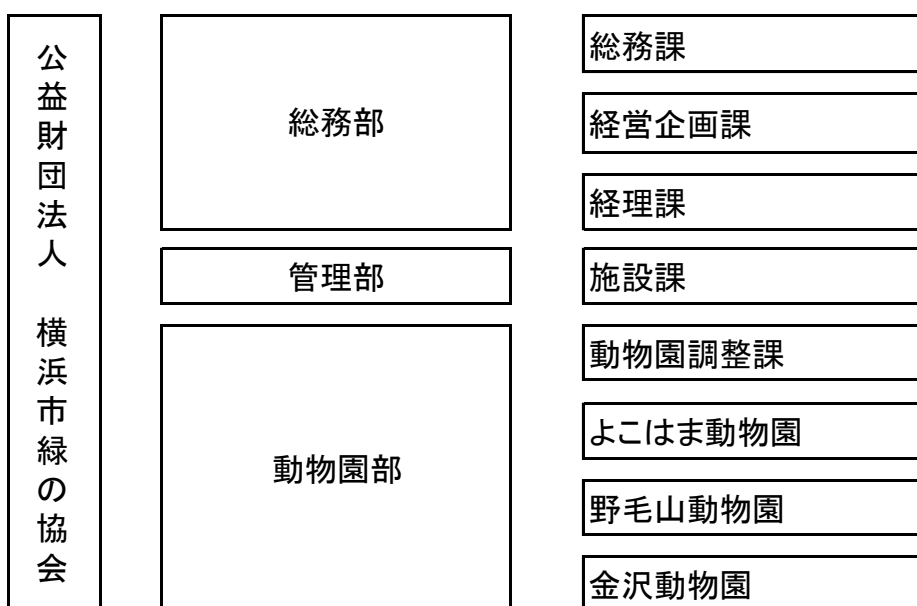 公益財団法人　横浜市緑の協会
総務部
総務課
経営企画課
経理課
管理部
施設課
動物園部
動物園調整課
よこはま動物園
野毛山動物園
金沢動物園